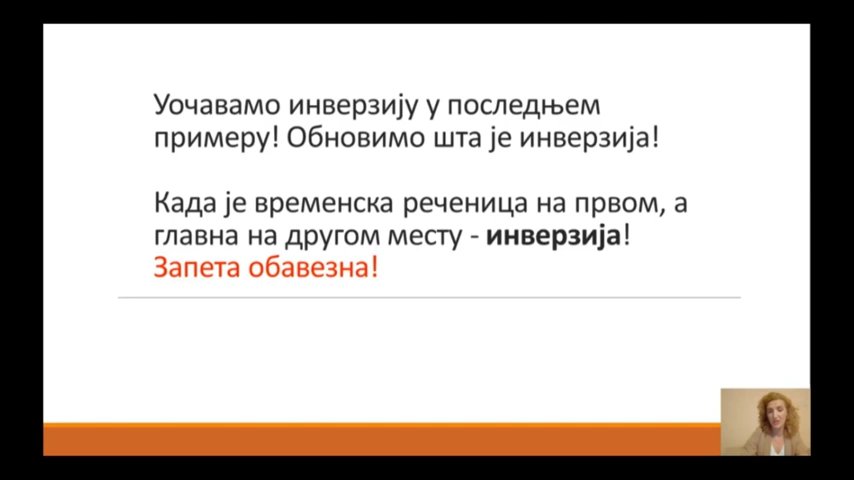 Уочавамо инверзију у последњем
примеру! Обновимо шта је инверзија!
Када је временска реченица на првом, а
главна на другом месту - инверзија!
Запета обавезна!